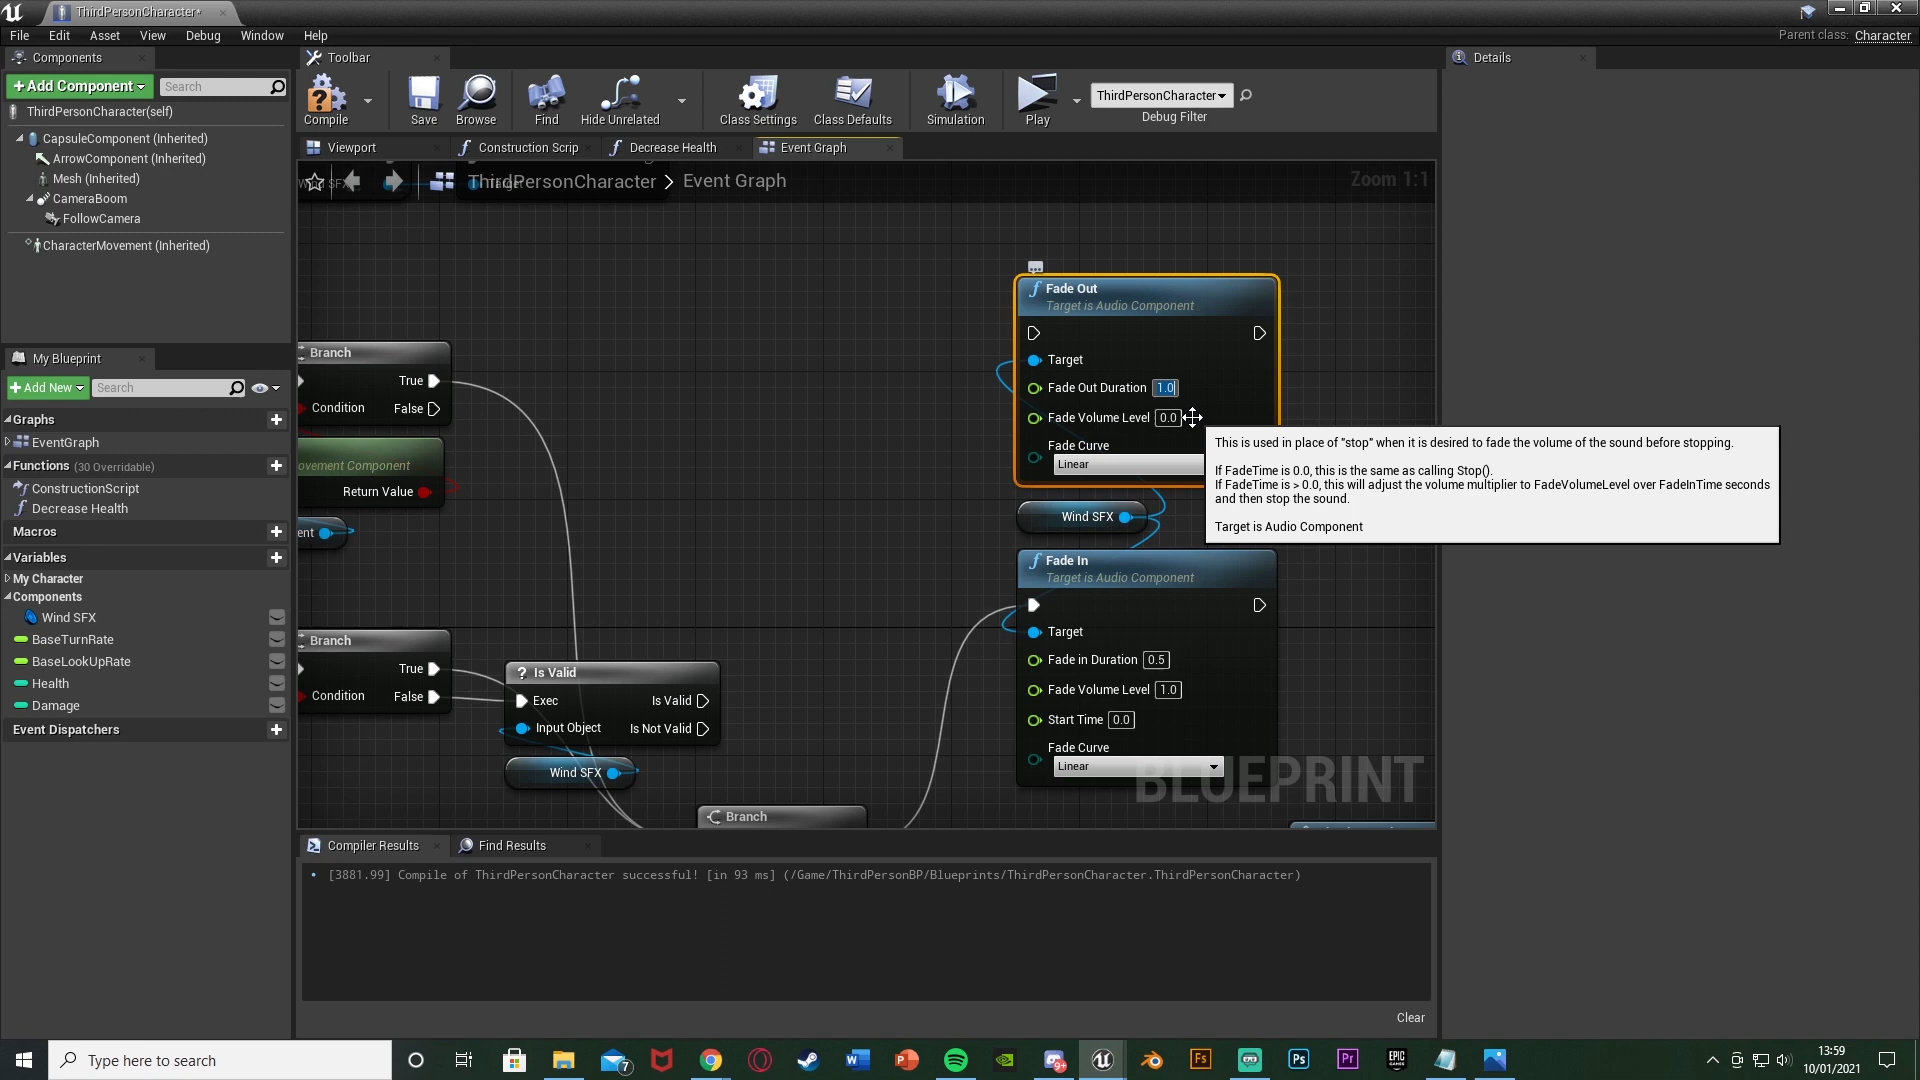 ThirdPersonCharacter*
File Edit Asset View Debug Window Help
Parent class: Character
Components
Toolbar
Details
+ Add Component
Search
Compile
Save
Browse
Find
Hide Unrelated
Class Settings
Class Defaults
Simulation
Play
ThirdPersonCharacter
Debug Filter
ThirdPersonCharacter(self)
CapsuleComponent (Inherited)
ArrowComponent (Inherited)
Mesh (Inherited)
CameraBoom
FollowCamera
CharacterMovement (Inherited)
Viewport
Construction Scrip
Decrease Health
Event Graph
ThirdPersonCharacter > Event Graph
Zoom 1:1
My Blueprint
+ Add New
Search
Graphs
EventGraph
Functions (30 Overridable)
ConstructionScript
Decrease Health
Macros
Variables
My Character
Components
Wind SFX
BaseTurnRate
BaseLookUpRate
Health
Damage
Event Dispatchers
Branch
True
Condition
False
ovement Component
Return Value
ent
Branch
True
Condition
False
? Is Valid
Exec
Is Valid
Input Object
Is Not Valid
Wind SFX
Branch
Fade Out
Target is Audio Component
Target
Fade Out Duration 1.0
Fade Volume Level 0.0
Fade Curve
Linear
Wind SFX
This is used in place of "stop" when it is desired to fade the volume of the sound before stopping.
If FadeTime is 0.0, this is the same as calling Stop().
If FadeTime is > 0.0, this will adjust the volume multiplier to FadeVolumeLevel over FadeInTime seconds
and then stop the sound.
Target is Audio Component
Fade In
Target is Audio Component
Target
Fade in Duration 0.5
Fade Volume Level 1.0
Start Time 0.0
Fade Curve
Linear
BLUEPRINT
Compiler Results
Find Results
[3881.99] Compile of ThirdPersonCharacter successful! [in 93 ms] (/Game/ThirdPersonBP/Blueprints/ThirdPersonCharacter.ThirdPersonCharacter)
Clear
Type here to search
7
W
P
9+
Fs
Ps
Pr
EPIC
13:59
10/01/2021